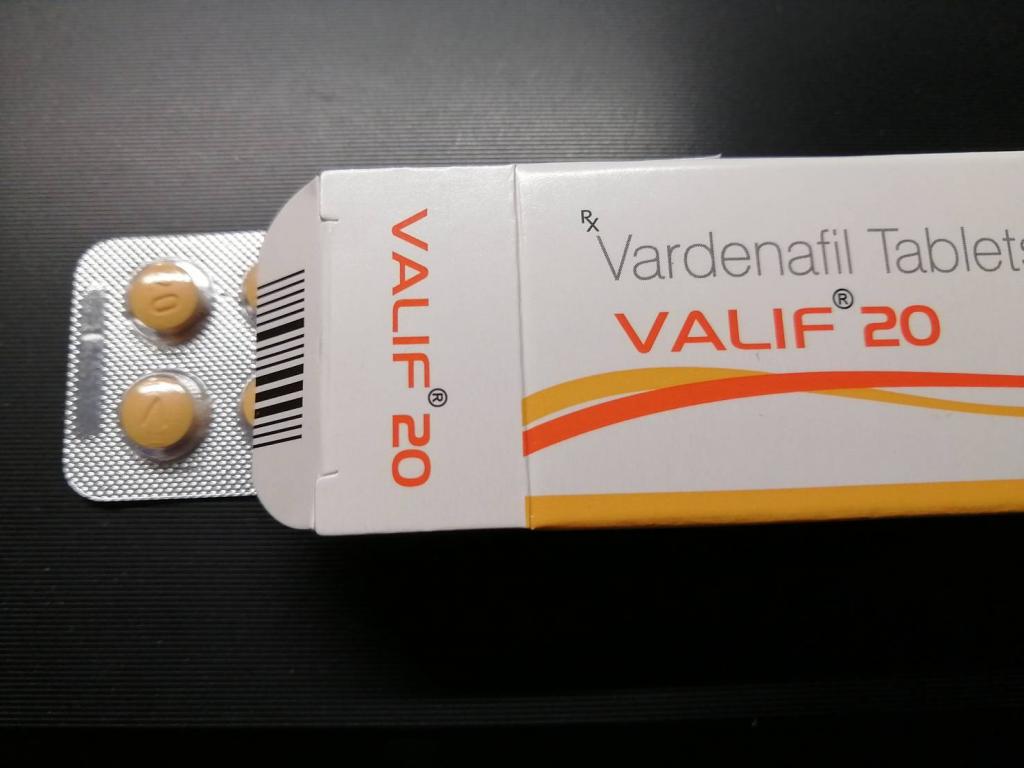 Rx
Vardenafil Tablets
VALIF® 20
VALIF® 20